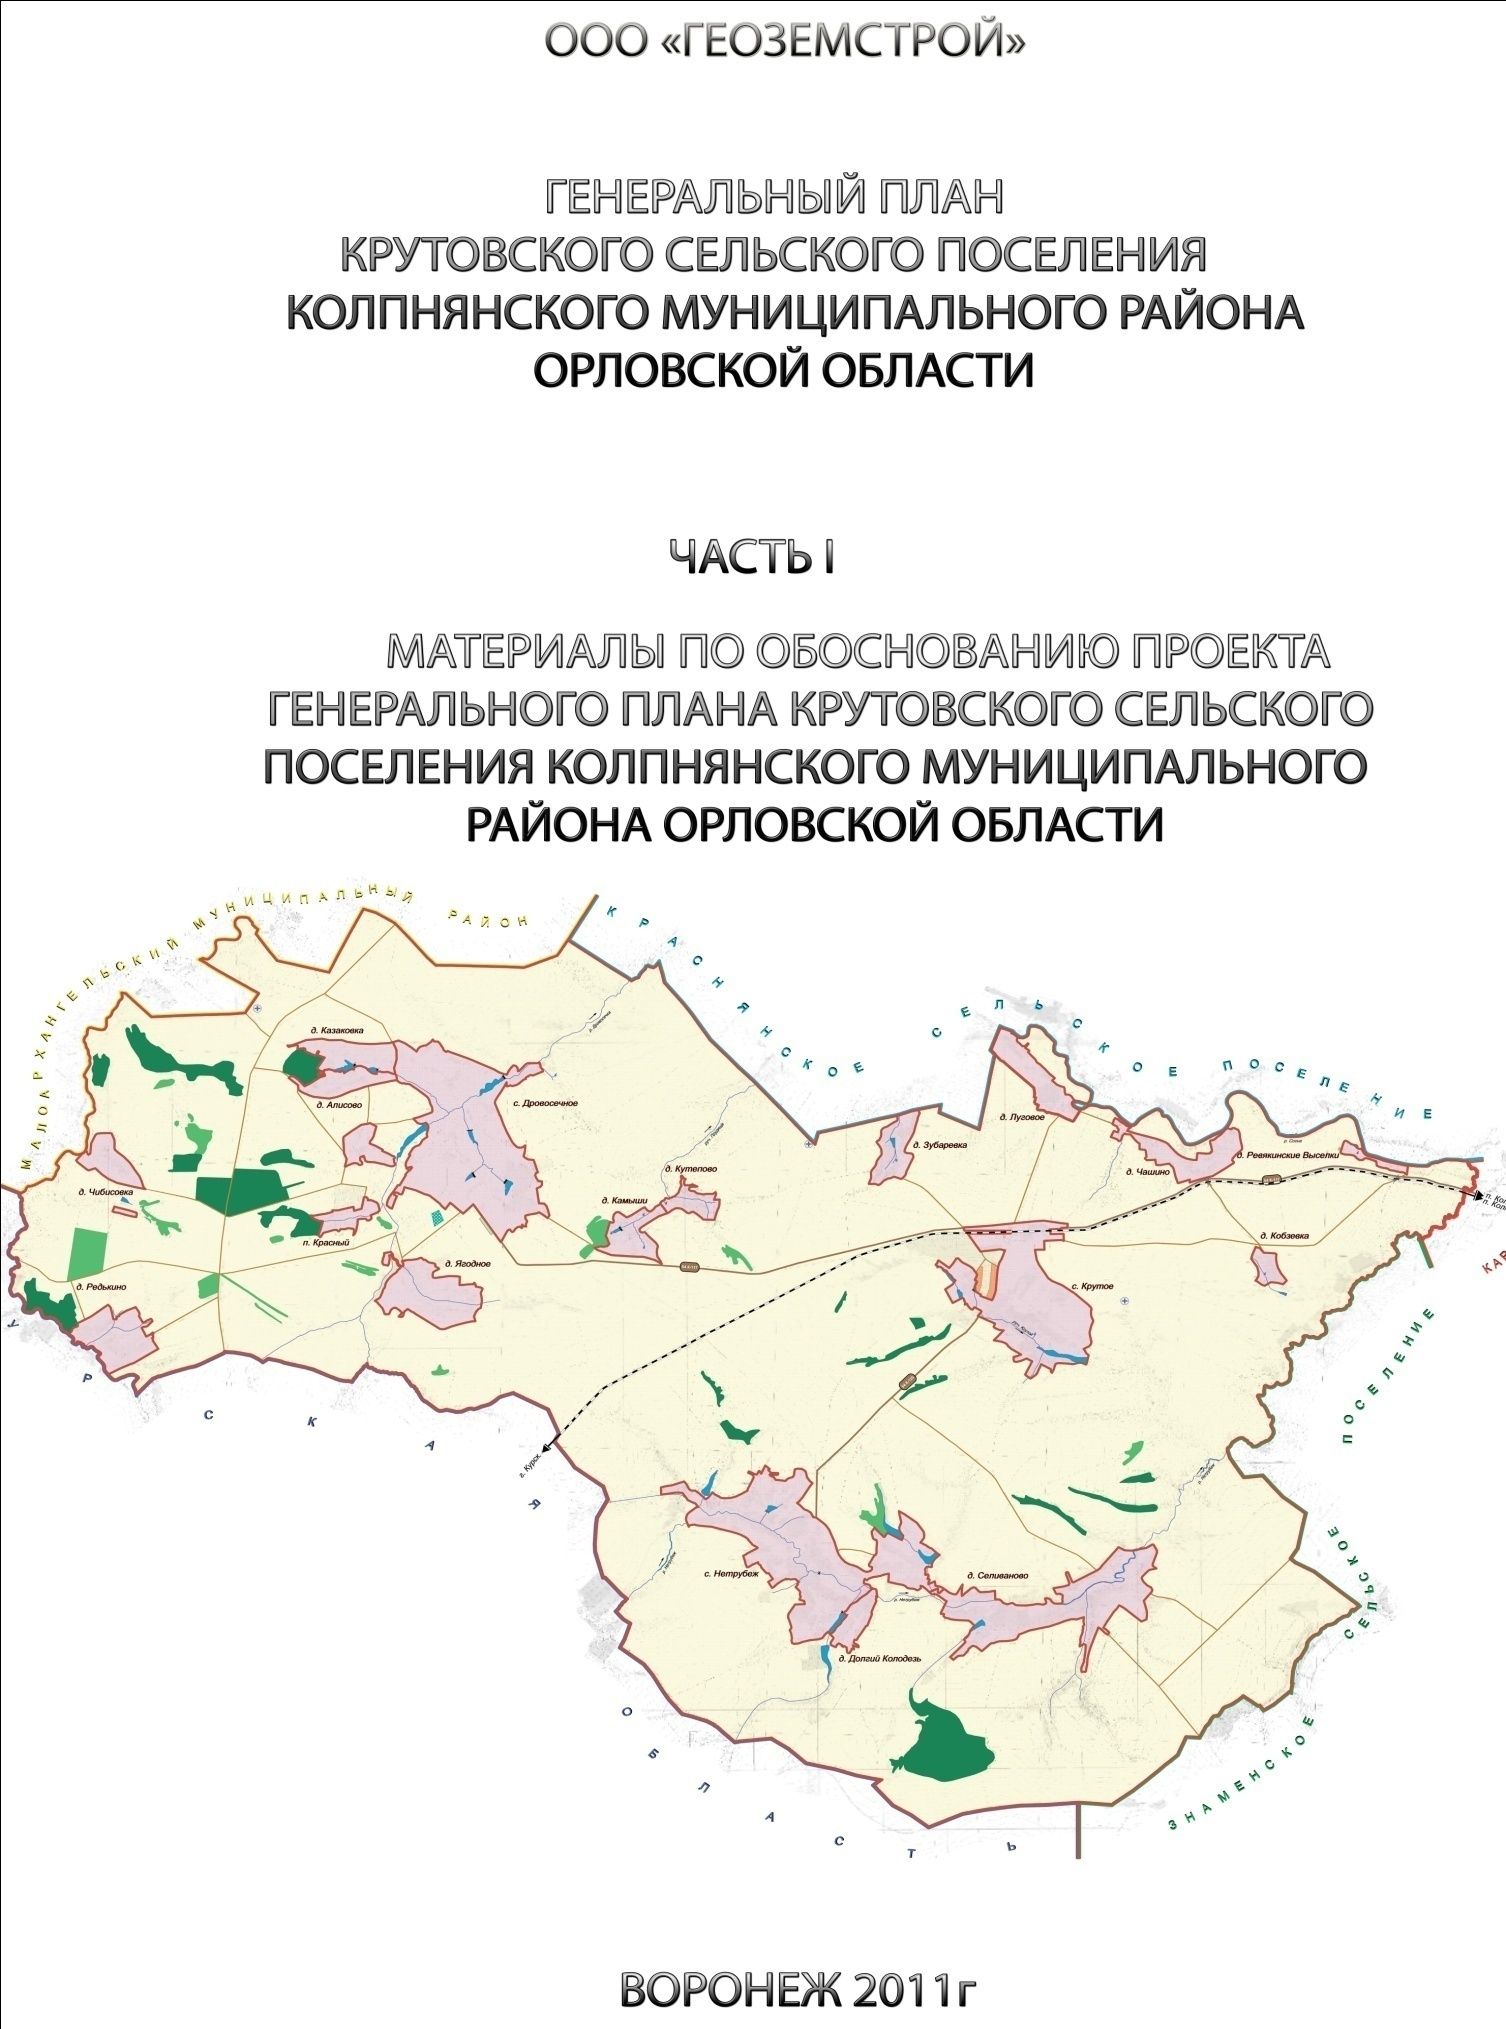 ООО «ГЕОЗЕМСТРОЙ»
ГЕНЕРАЛЬНЫЙ ПЛАН
КРУТОВСКОГО СЕЛЬСКОГО ПОСЕЛЕНИЯ
КОЛПНЯНСКОГО МУНИЦИПАЛЬНОГО РАЙОНА
ОРЛОВСКОЙ ОБЛАСТИ
ЧАСТЬ I
МАТЕРИАЛЫ ПО ОБОСНОВАНИЮ ПРОЕКТА
ГЕНЕРАЛЬНОГО ПЛАНА КРУТОВСКОГО СЕЛЬСКОГО
ПОСЕЛЕНИЯ КОЛПНЯНСКОГО МУНИЦИПАЛЬНОГО
РАЙОНА ОРЛОВСКОЙ ОБЛАСТИ
МАЛОАРХАНГЕЛЬСКИЙ МУНИЦИПАЛЬНЫЙ РАЙОН
КРАСНЯНСКОЕ СЕЛЬСКОЕ ПОСЕЛЕНИЕ
д. Казаковка
д. Алисово
с. Дровосечное
д. Луговое
д. Зубаревка
д. Ревякинские Выселки
д. Чашино
д. Кутепово
д. Чибисовка
д. Камыши
п. Красный
д. Кобзевка
д. Ягодное
д. Редькино
с. Крутое
г. Курск
с. Нетрубеж
д. Селиваново
р. Нетрубеж
д. Долгий Колодезь
УРСКАЯ ОБЛАСТЬ
ЗНАМЕНСКОЕ СЕЛЬСКОЕ ПОСЕЛЕНИЕ
ВОРОНЕЖ 2011г